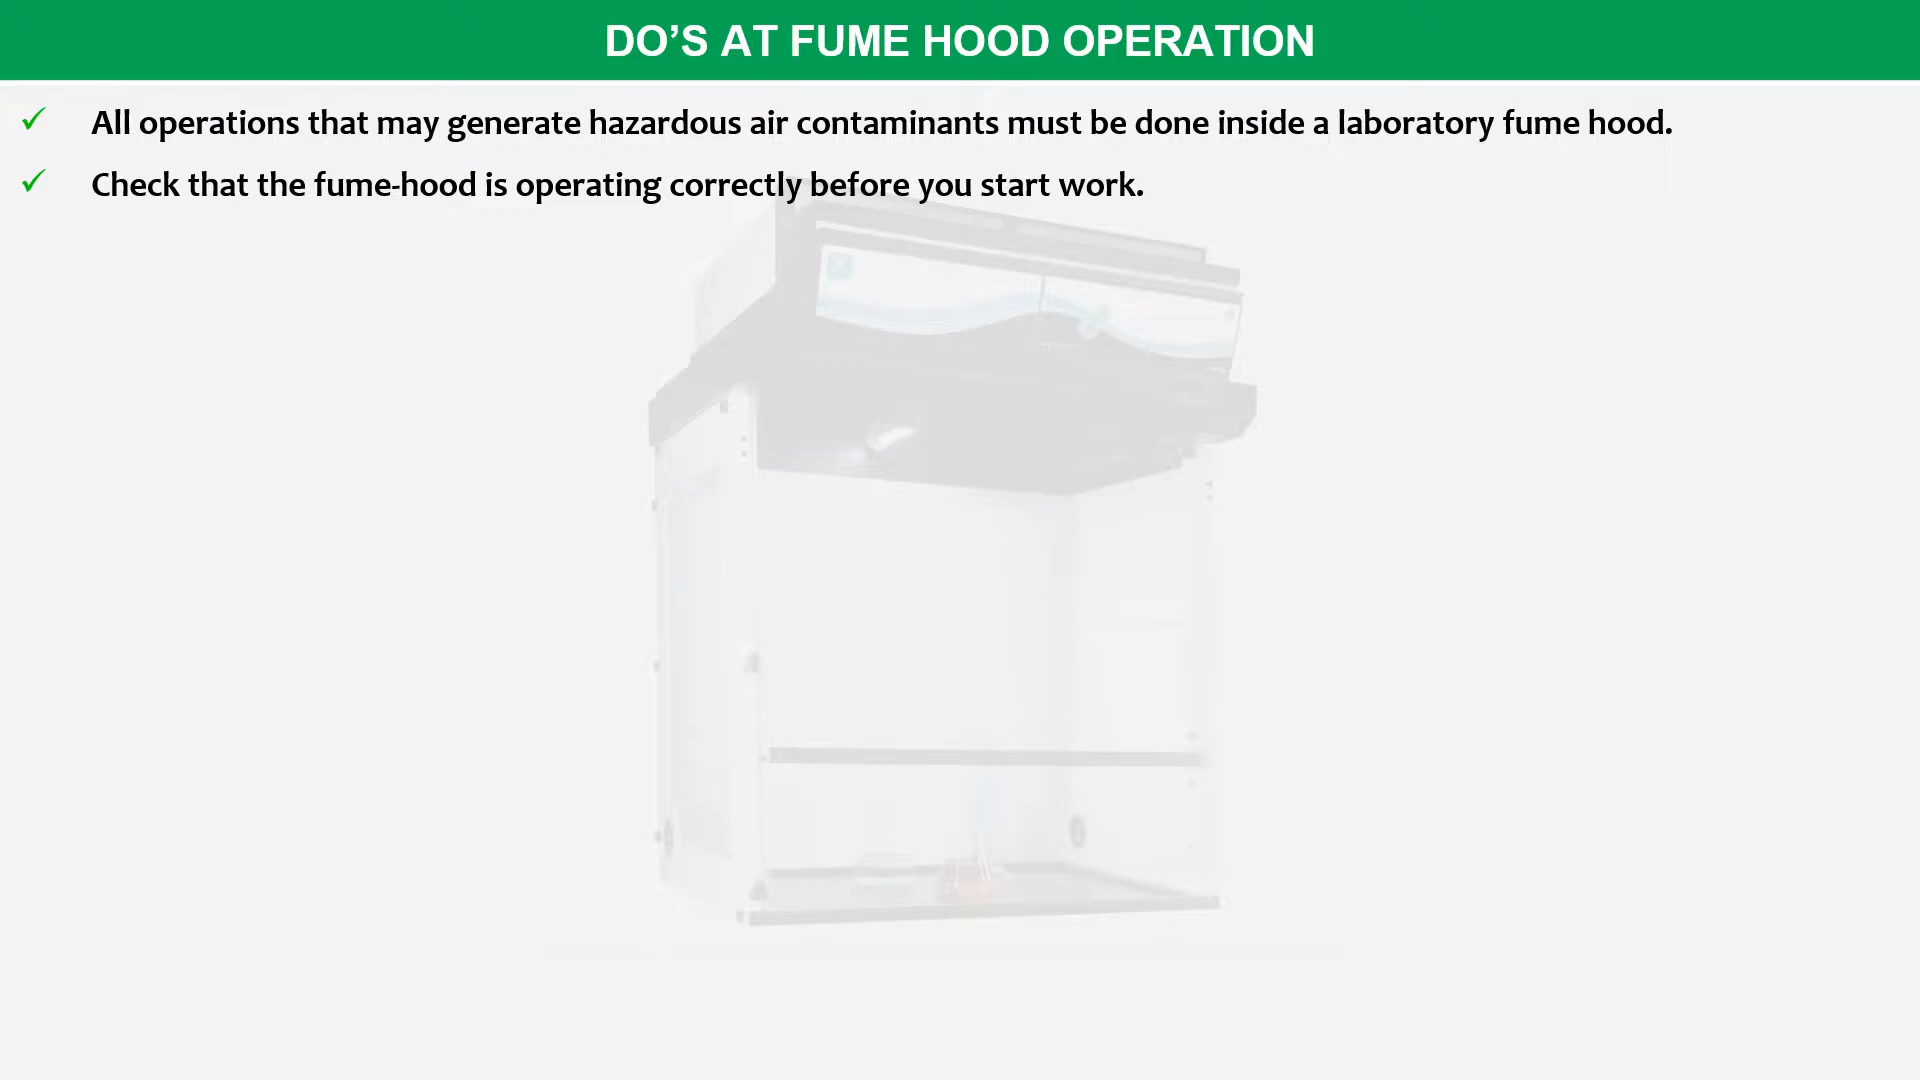 DO’S AT FUME HOOD OPERATION
✓ All operations that may generate hazardous air contaminants must be done inside a laboratory fume hood.
✓ Check that the fume-hood is operating correctly before you start work.